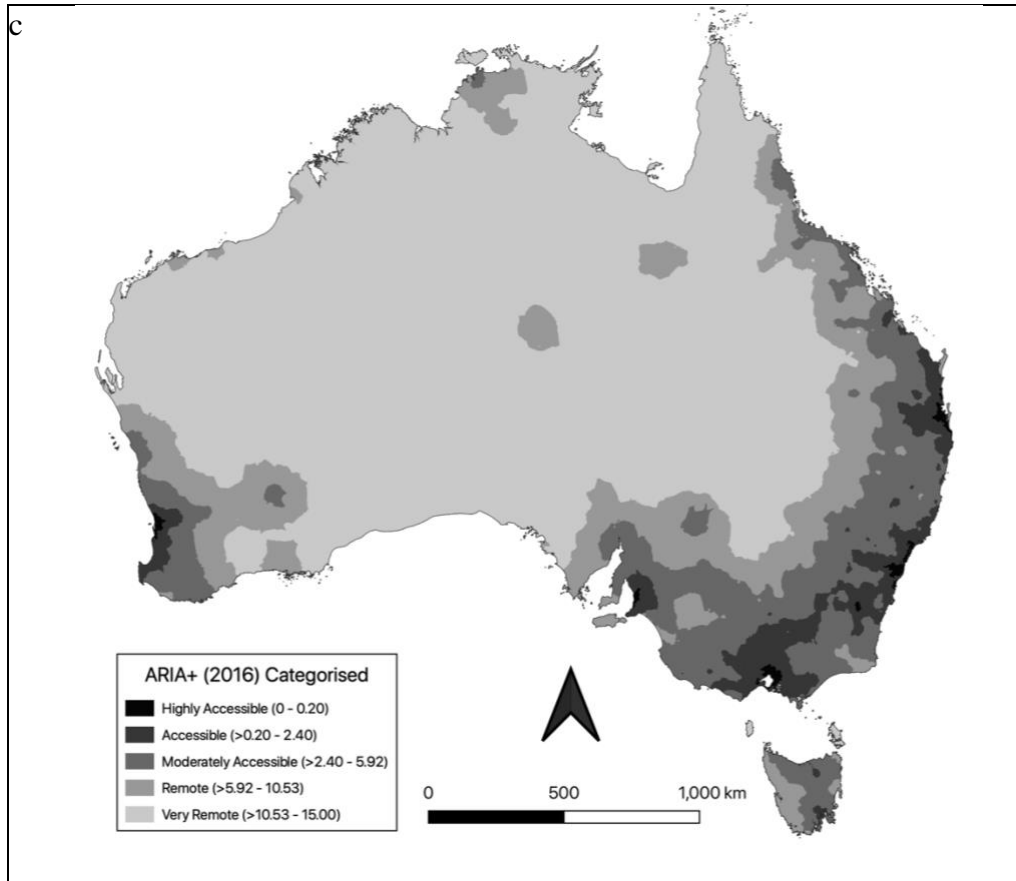 c
ARIA+ (2016) Categorised
Highly Accessible (0 - 0.20)
Accessible (>0.20 - 2.40)
Moderately Accessible (>2.40 - 5.92)
Remote (>5.92 - 10.53)
Very Remote (>10.53 - 15.00)
0 500 1,000 km